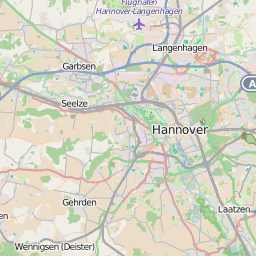 Flughafen
Hannover-Langenhagen
Langenhagen
Garbsen
A
Seelze
Hannover
Gehrden
Laatzen
Wennigsen (Deister)